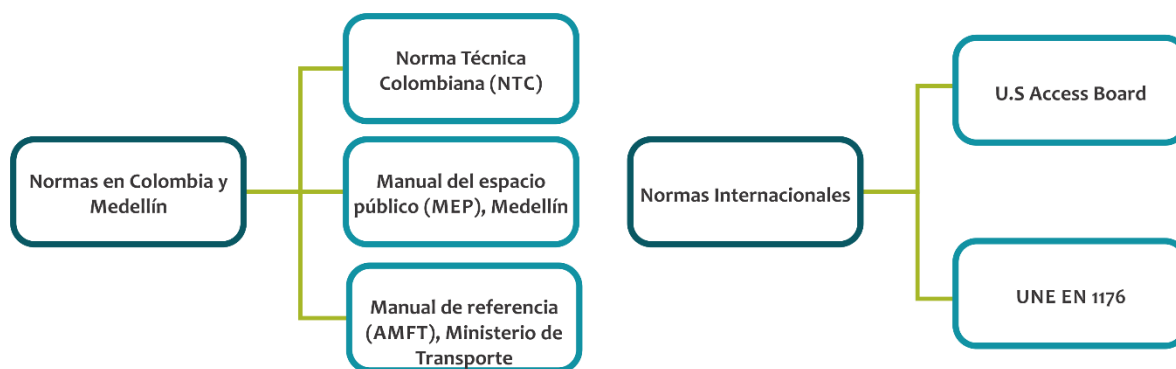 Normas en Colombia y
Medellín
Norma Técnica
Colombiana (NTC)
Manual del espacio
público (MEP), Medellín
Manual de referencia
(AMFT), Ministerio de
Transporte
Normas Internacionales
U.S Access Board
UNE EN 1176